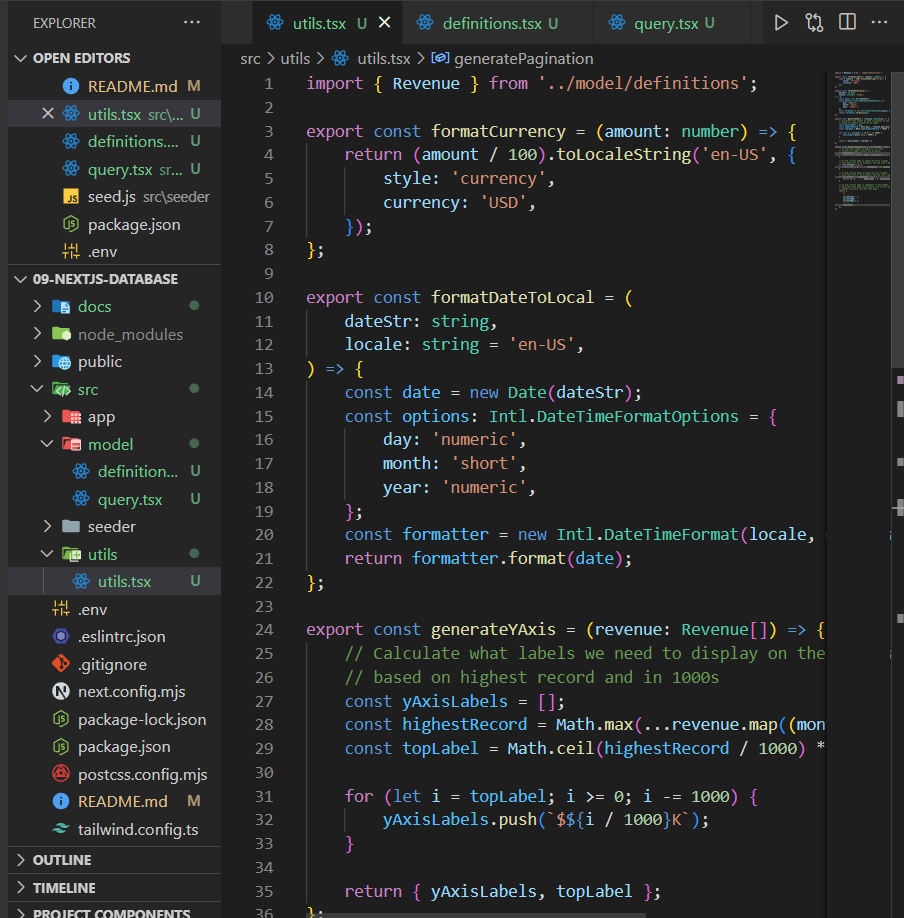 EXPLORER ···
OPEN EDITORS
README.md M
utils.tsx src\... U
definitions.... U
query.tsx sr... U
seed.js src\seeder
package.json
.env
09-NEXTJS-DATABASE
docs
node_modules
public
src
app
model
definition... U
query.tsx U
seeder
utils
utils.tsx U
.env
.eslintrc.json
.gitignore
next.config.mjs
package-lock.json
package.json
postcss.config.mjs
README.md M
tailwind.config.ts
OUTLINE
TIMELINE
PROJECT COMPONENTS
utils.tsx U definitions.tsx U query.tsx U
src > utils > utils.tsx > generatePagination
1 import { Revenue } from '../model/definitions';
2
3 export const formatCurrency = (amount: number) => {
4 return (amount / 100).toLocaleString('en-US', {
5 style: 'currency',
6 currency: 'USD',
7 });
8 };
9
10 export const formatDateToLocal = (
11 dateStr: string,
12 locale: string = 'en-US',
13 ) => {
14 const date = new Date(dateStr);
15 const options: Intl.DateTimeFormatOptions = {
16 day: 'numeric',
17 month: 'short',
18 year: 'numeric',
19 };
20 const formatter = new Intl.DateTimeFormat(locale,
21 return formatter.format(date);
22 };
23
24 export const generateYAxis = (revenue: Revenue[]) => {
25 // Calculate what labels we need to display on the
26 // based on highest record and in 1000s
27 const yAxisLabels = [];
28 const highestRecord = Math.max(...revenue.map((mon
29 const topLabel = Math.ceil(highestRecord / 1000) *
30
31 for (let i = topLabel; i >= 0; i -= 1000) {
32 yAxisLabels.push(`$${i / 1000}K`);
33 }
34
35 return { yAxisLabels, topLabel };
36 };